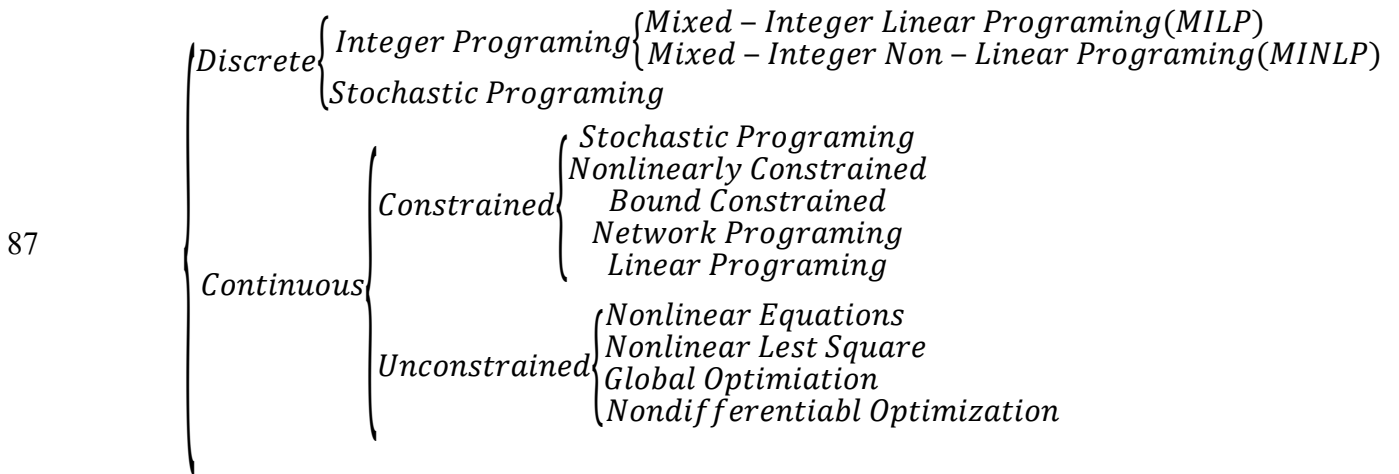 Discrete
Integer Programing
Mixed – Integer Linear Programing(MILP)
Mixed – Integer Non – Linear Programing(MINLP)
Stochastic Programing
87
Continuous
Constrained
Stochastic Programing
Nonlinearly Constrained
Bound Constrained
Network Programing
Linear Programing
Unconstrained
Nonlinear Equations
Nonlinear Lest Square
Global Optimiation
Nondifferentiabl Optimization